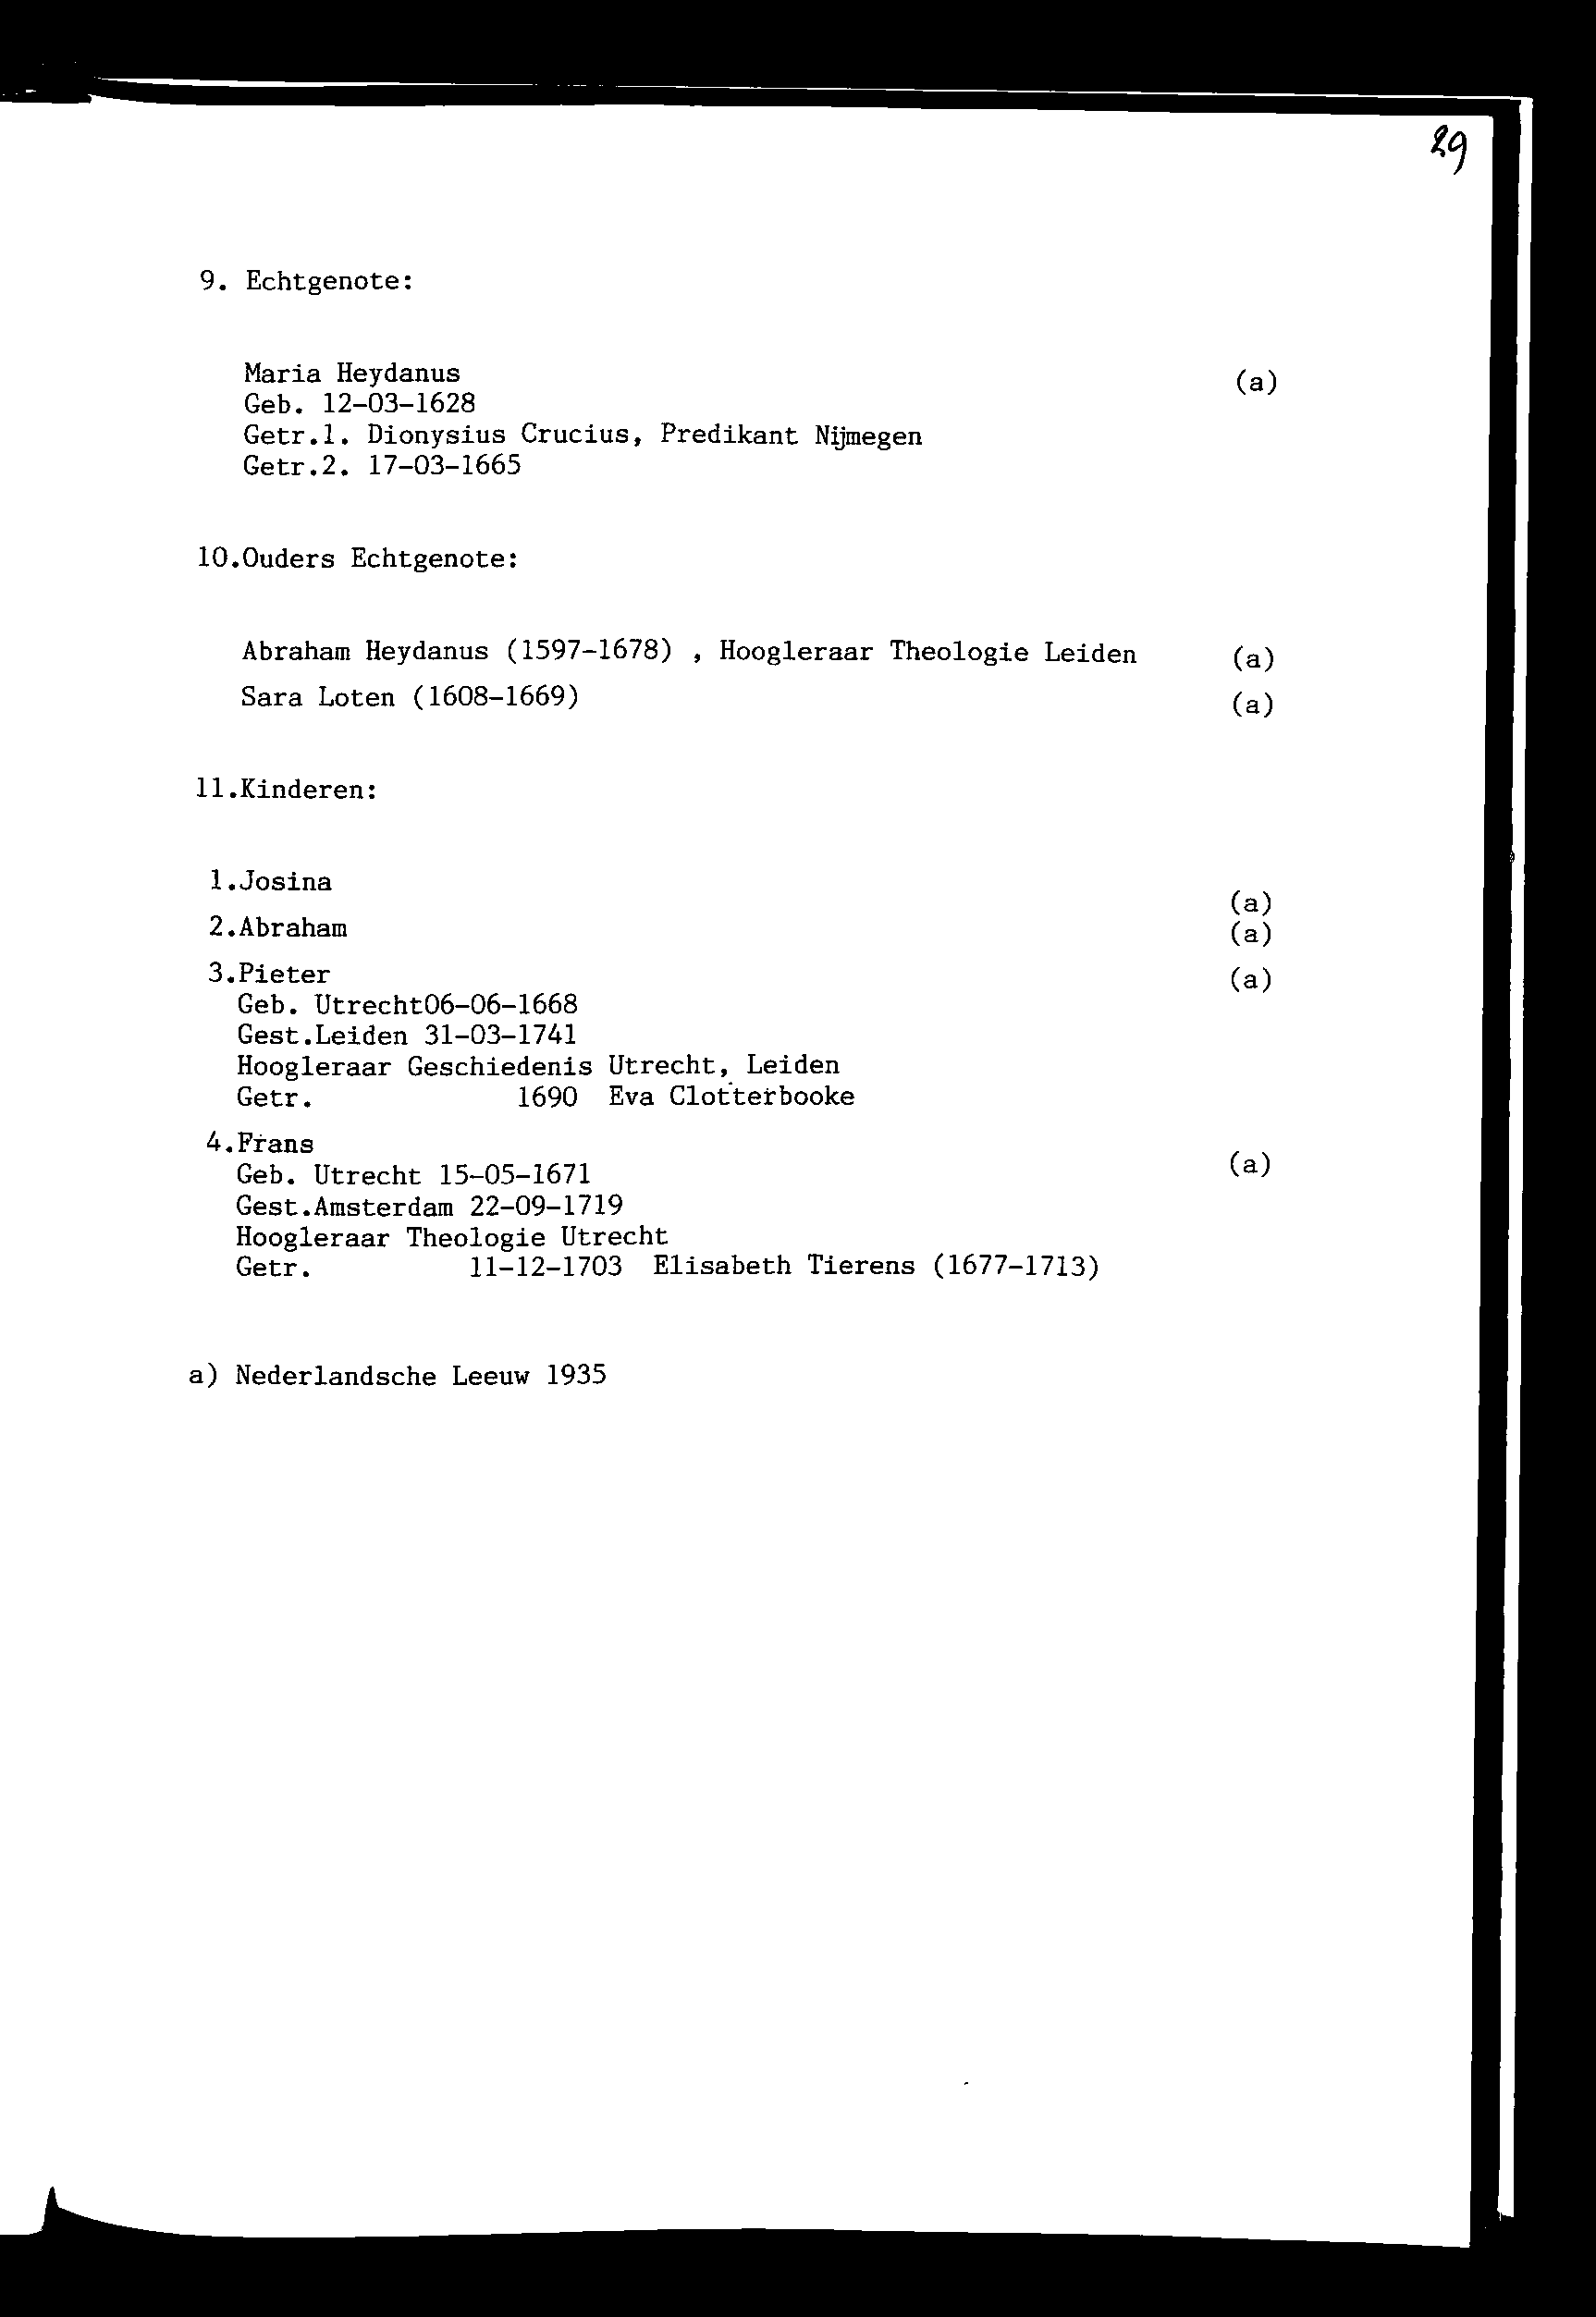 29
9. Echtgenote:
Maria Heydanus (a)
Geb. 12-03-1628
Getr.1. Dionysius Crucius, Predikant Nijmegen
Getr.2. 17-03-1665
10.Ouders Echtgenote:
Abraham Heydanus (1597-1678) , Hoogleraar Theologie Leiden (a)
Sara Loten (1608-1669) (a)
11.Kinderen:
1.Josina (a)
2.Abraham (a)
3.Pieter (a)
Geb. Utrecht06-06-1668
Gest.Leiden 31-03-1741
Hoogleraar Geschiedenis Utrecht, Leiden
Getr. 1690 Eva Clotterbooke
4.Frans (a)
Geb. Utrecht 15-05-1671
Gest.Amsterdam 22-09-1719
Hoogleraar Theologie Utrecht
Getr. 11-12-1703 Elisabeth Tierens (1677-1713)
a) Nederlandsche Leeuw 1935